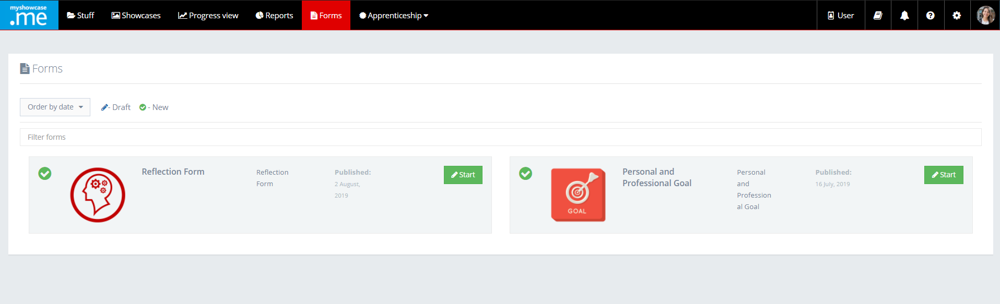 myshowcase
.me
Stuff
Showcases
Progress view
Reports
Forms
Apprenticeship
User
Forms
Order by date
- Draft
- New
Filter forms
Reflection Form
Reflection
Form
Published:
2 August,
2019
Start
GOAL
Personal and
Professional Goal
Personal
and
Profession
al Goal
Published:
16 July, 2019
Start